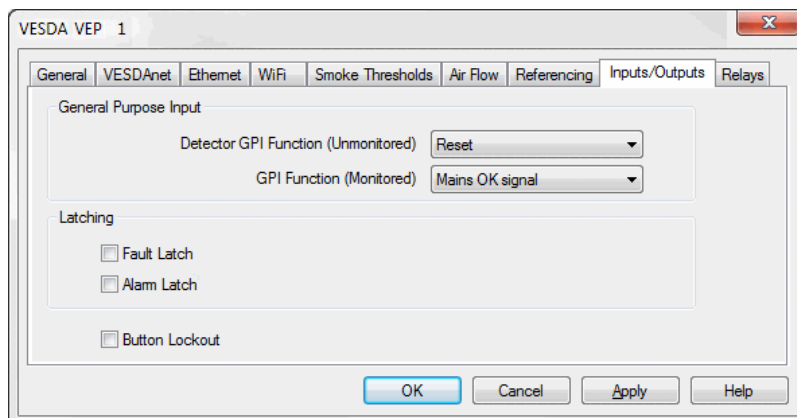 VESDA VEP 1
General VESDAnet Ethernet WiFi Smoke Thresholds Air Flow Referencing Inputs/Outputs Relays
General Purpose Input
Detector GPI Function (Unmonitored) Reset
GPI Function (Monitored) Mains OK signal
Latching
Fault Latch
Alarm Latch
Button Lockout
OK Cancel Apply Help